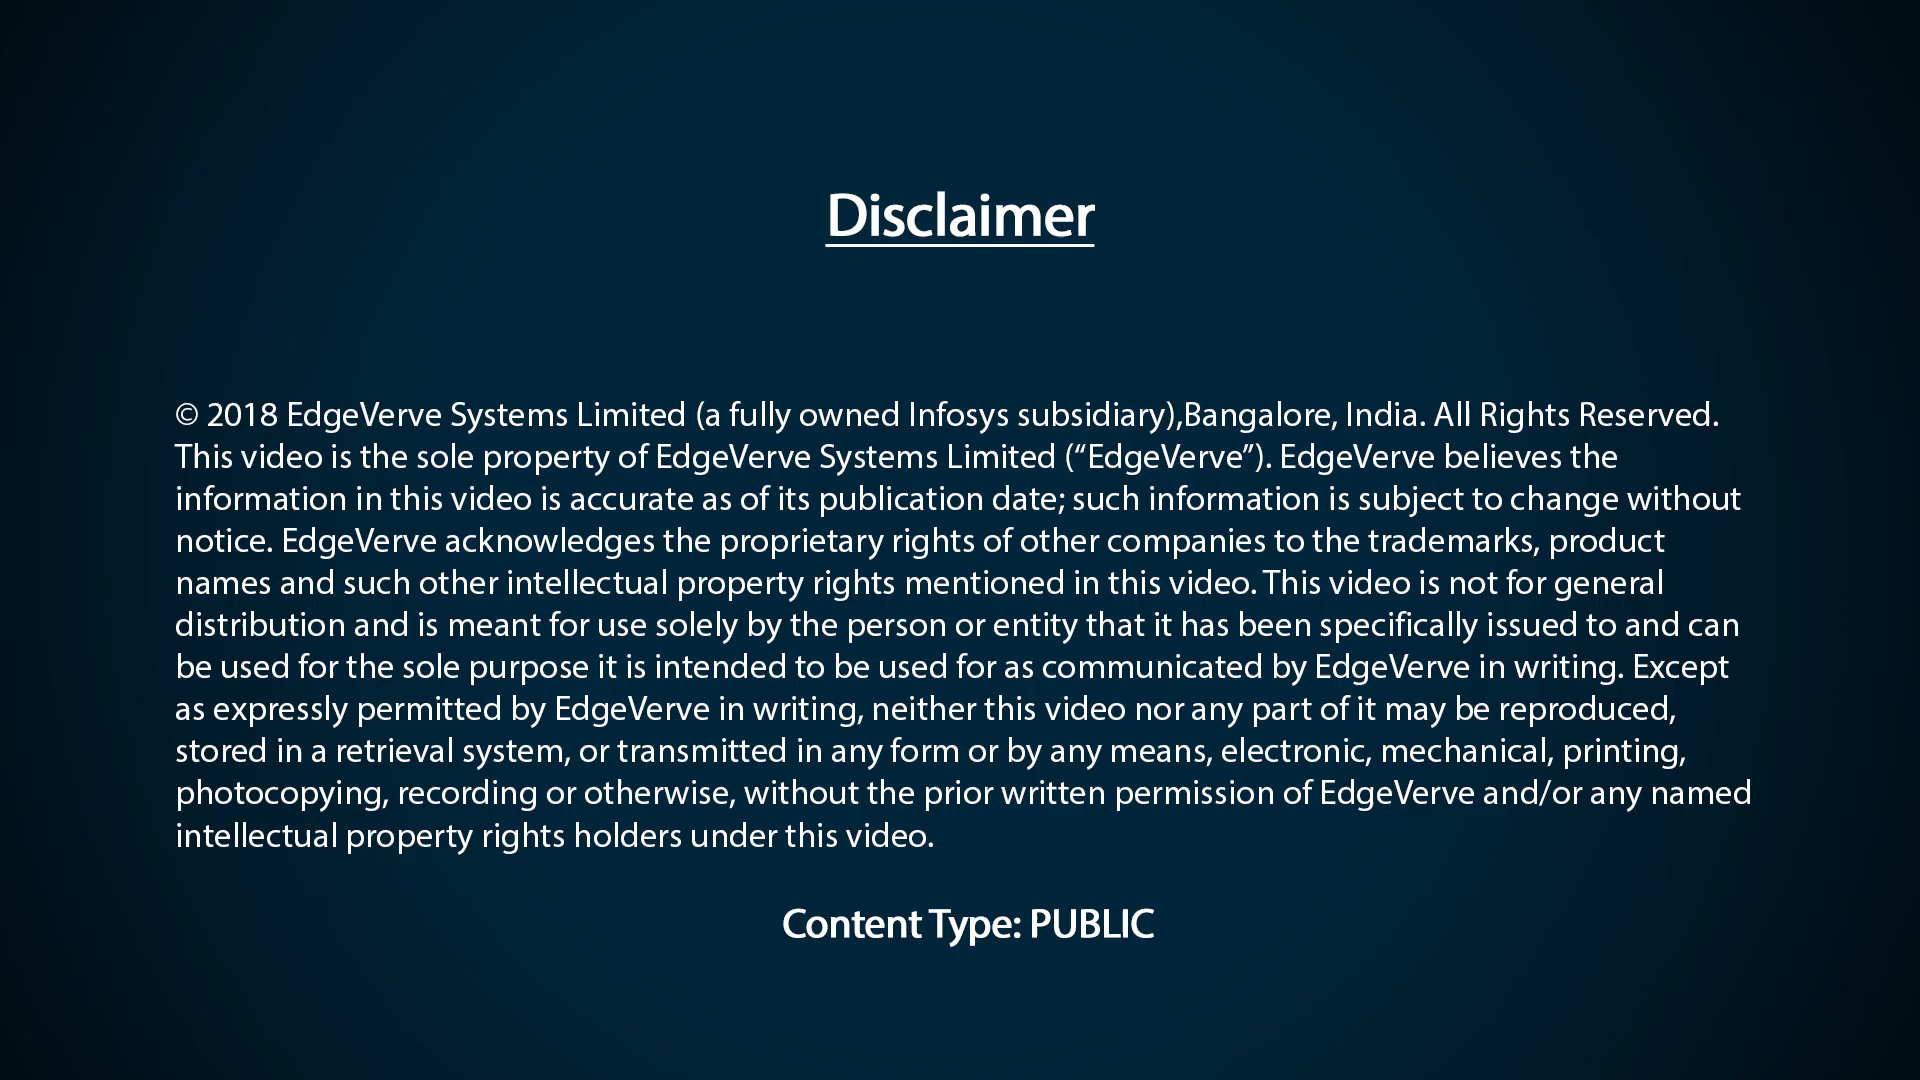 Disclaimer
© 2018 EdgeVerve Systems Limited (a fully owned Infosys subsidiary),Bangalore, India. All Rights Reserved.
This video is the sole property of EdgeVerve Systems Limited (“EdgeVerve”). EdgeVerve believes the
information in this video is accurate as of its publication date; such information is subject to change without
notice. EdgeVerve acknowledges the proprietary rights of other companies to the trademarks, product
names and such other intellectual property rights mentioned in this video. This video is not for general
distribution and is meant for use solely by the person or entity that it has been specifically issued to and can
be used for the sole purpose it is intended to be used for as communicated by EdgeVerve in writing. Except
as expressly permitted by EdgeVerve in writing, neither this video nor any part of it may be reproduced,
stored in a retrieval system, or transmitted in any form or by any means, electronic, mechanical, printing,
photocopying, recording or otherwise, without the prior written permission of EdgeVerve and/or any named
intellectual property rights holders under this video.
Content Type: PUBLIC